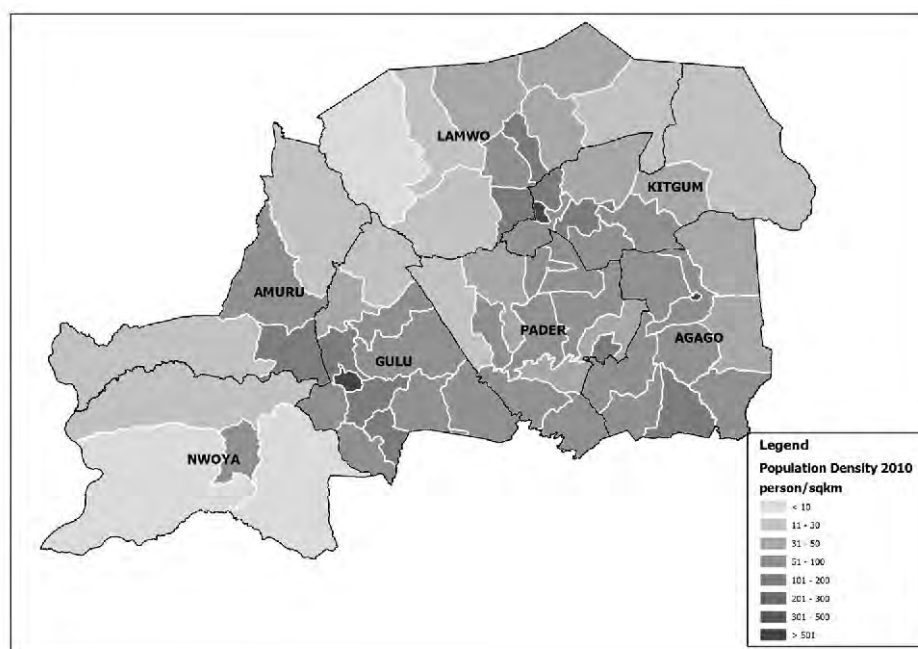 LAMWO
KITGUM
AMURU
PADER
AGAGO
GULU
NWOYA
Legend
Population Density 2010
person/sqkm
< 10
11 - 30
31 - 50
51 - 100
101 - 200
201 - 300
301 - 500
> 501